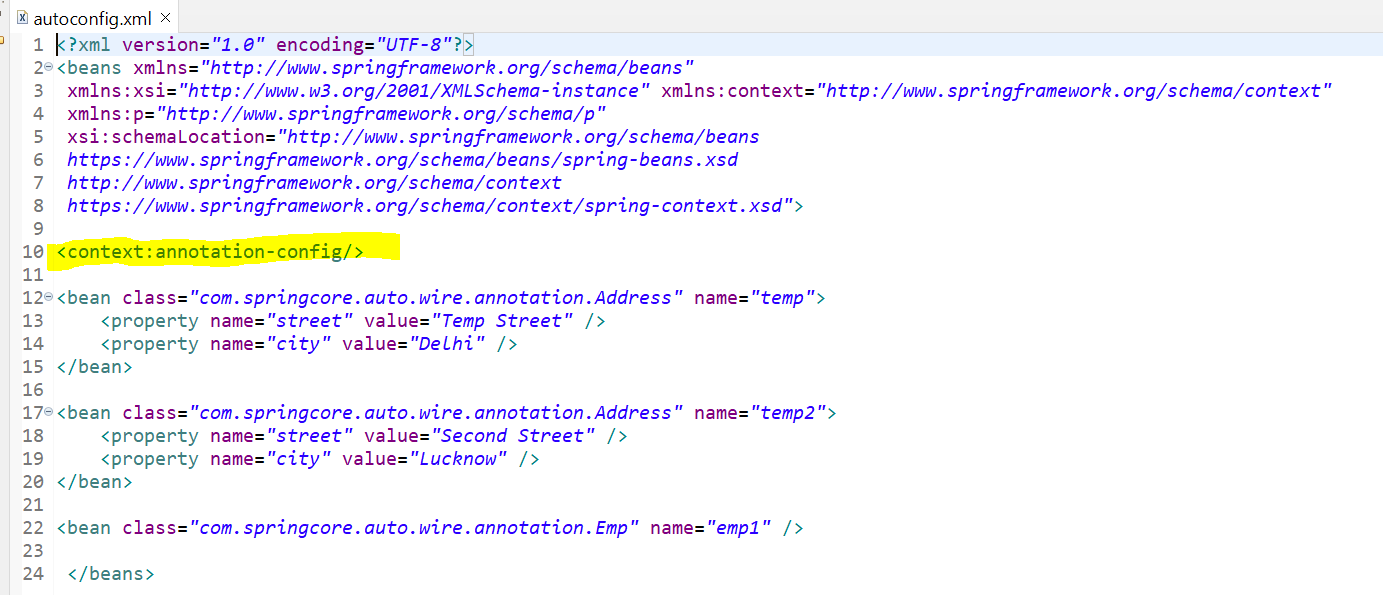 autoconfig.xml
1 <?xml version="1.0" encoding="UTF-8"?>
2 <beans xmlns="http://www.springframework.org/schema/beans"
3 xmlns:xsi="http://www.w3.org/2001/XMLSchema-instance" xmlns:context="http://www.springframework.org/schema/context"
4 xmlns:p="http://www.springframework.org/schema/p"
5 xsi:schemaLocation="http://www.springframework.org/schema/beans
6 https://www.springframework.org/schema/beans/spring-beans.xsd
7 http://www.springframework.org/schema/context
8 https://www.springframework.org/schema/context/spring-context.xsd">
9
10 <context:annotation-config/>
11
12 <bean class="com.springcore.auto.wire.annotation.Address" name="temp">
13     <property name="street" value="Temp Street" />
14     <property name="city" value="Delhi" />
15 </bean>
16
17 <bean class="com.springcore.auto.wire.annotation.Address" name="temp2">
18     <property name="street" value="Second Street" />
19     <property name="city" value="Lucknow" />
20 </bean>
21
22 <bean class="com.springcore.auto.wire.annotation.Emp" name="emp1" />
23
24 </beans>